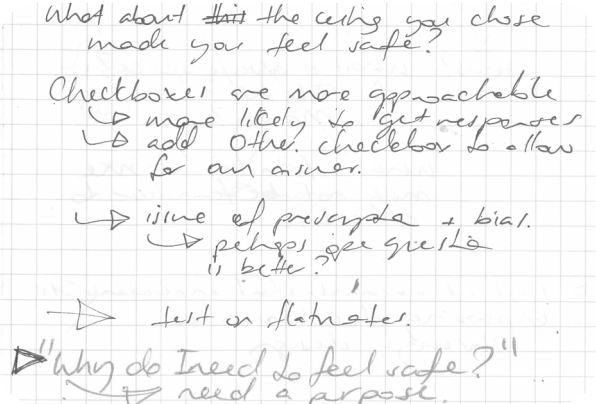 What about the ceiling you chose
made you feel safe?
Checkboxes are more approachable
↳ more likely to get responses
↳ add other. checkbox to allow
for an answer.
↳ issue of + bias.
↳ perhaps open question
is better?
→ test on flatmates.
"Why do I need to feel safe?"
↳ need a purpose.